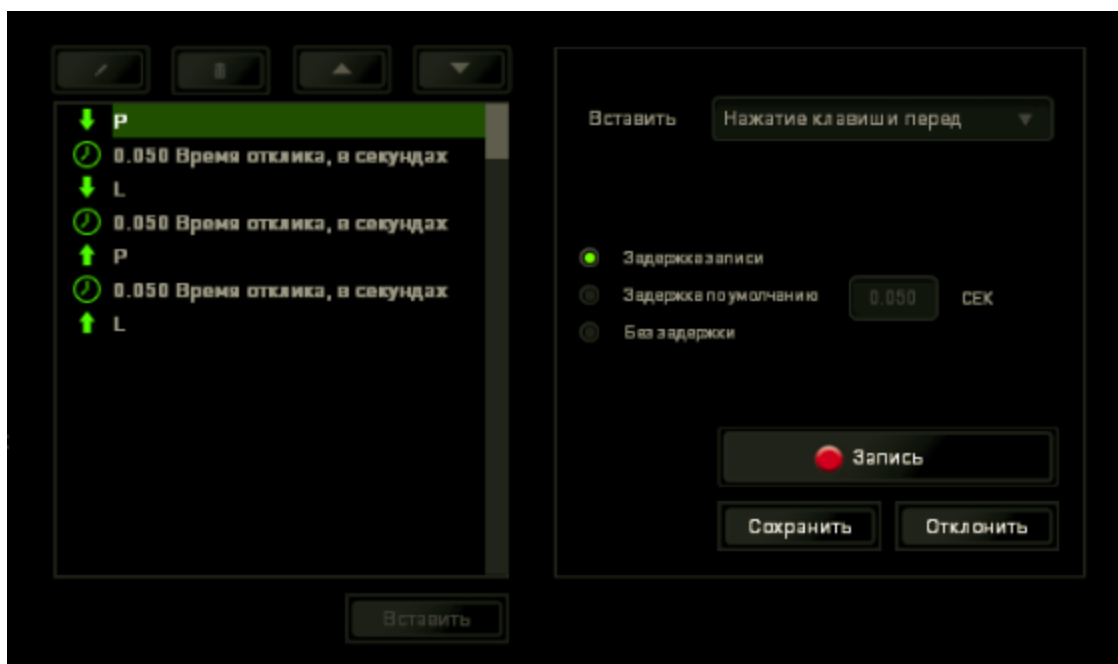 P
0.050 Время отклика, в секундах
L
0.050 Время отклика, в секундах
P
0.050 Время отклика, в секундах
L
Вставить
Вставить Нажатие клавиши перед
Задержка записи
Задержка по умолчанию 0.050 СЕК
Без задержки
Запись
Сохранить Отклонить